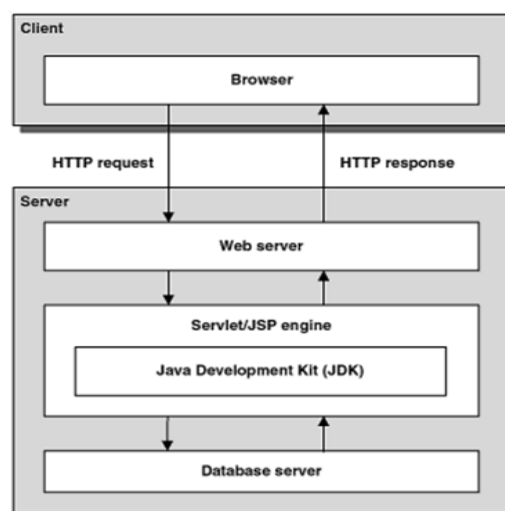 Client
Browser
HTTP request
HTTP response
Server
Web server
Servlet/JSP engine
Java Development Kit (JDK)
Database server